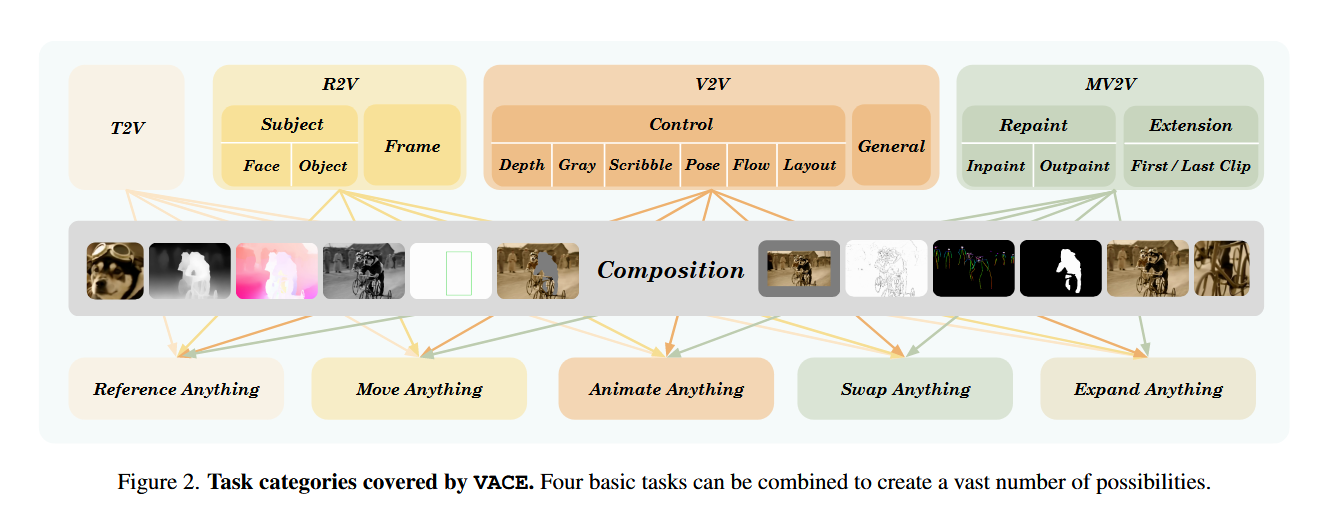 T2V
R2V
Subject
Face
Object
Frame
V2V
Control
Depth
Gray
Scribble
Pose
Flow
Layout
General
MV2V
Repaint
Inpaint
Outpaint
Extension
First / Last Clip
Composition
Reference Anything
Move Anything
Animate Anything
Swap Anything
Expand Anything
Figure 2. Task categories covered by VACE. Four basic tasks can be combined to create a vast number of possibilities.